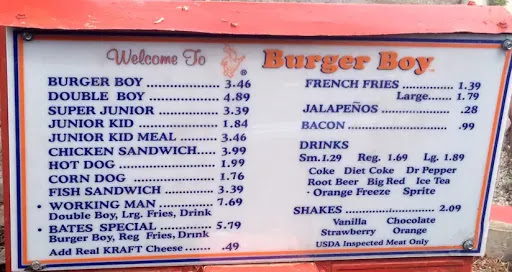 Welcome To Burger Boy
®
BURGER BOY ............ 3.46
DOUBLE BOY ............ 4.89
SUPER JUNIOR ............ 3.39
JUNIOR KID ............ 1.84
JUNIOR KID MEAL ........ 3.46
CHICKEN SANDWICH..... 3.99
HOT DOG ............ 1.99
CORN DOG ............ 1.76
FISH SANDWICH ......... 3.39
• WORKING MAN ............ 7.69
Double Boy, Lrg. Fries, Drink
• BATES SPECIAL ............ 5.79
Burger Boy, Reg Fries, Drink
Add Real KRAFT Cheese ...... .49
FRENCH FRIES ............ 1.39
Large....... 1.79
JALAPEÑOS ............ .28
BACON ............ .99
DRINKS
Sm. 1.29 Reg. 1.69 Lg. 1.89
Coke Diet Coke Dr Pepper
Root Beer Big Red Ice Tea
• Orange Freeze Sprite
SHAKES ............ 2.09
Vanilla Chocolate
Strawberry Orange
USDA Inspected Meat Only